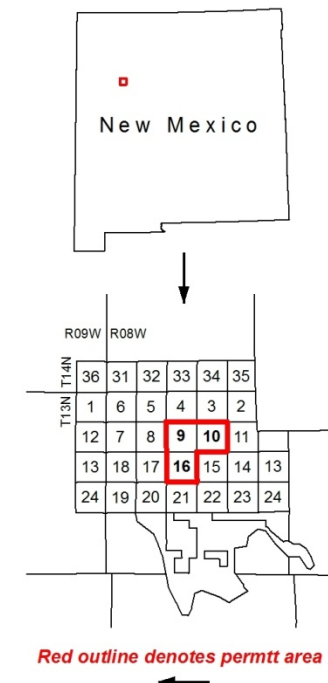 New Mexico
R09W R08W
T14N
36 31 32 33 34 35
T13N
1 6 5 4 3 2
12 7 8 9 10 11
13 18 17 16 15 14 13
24 19 20 21 22 23 24
Red outline denotes permtt area